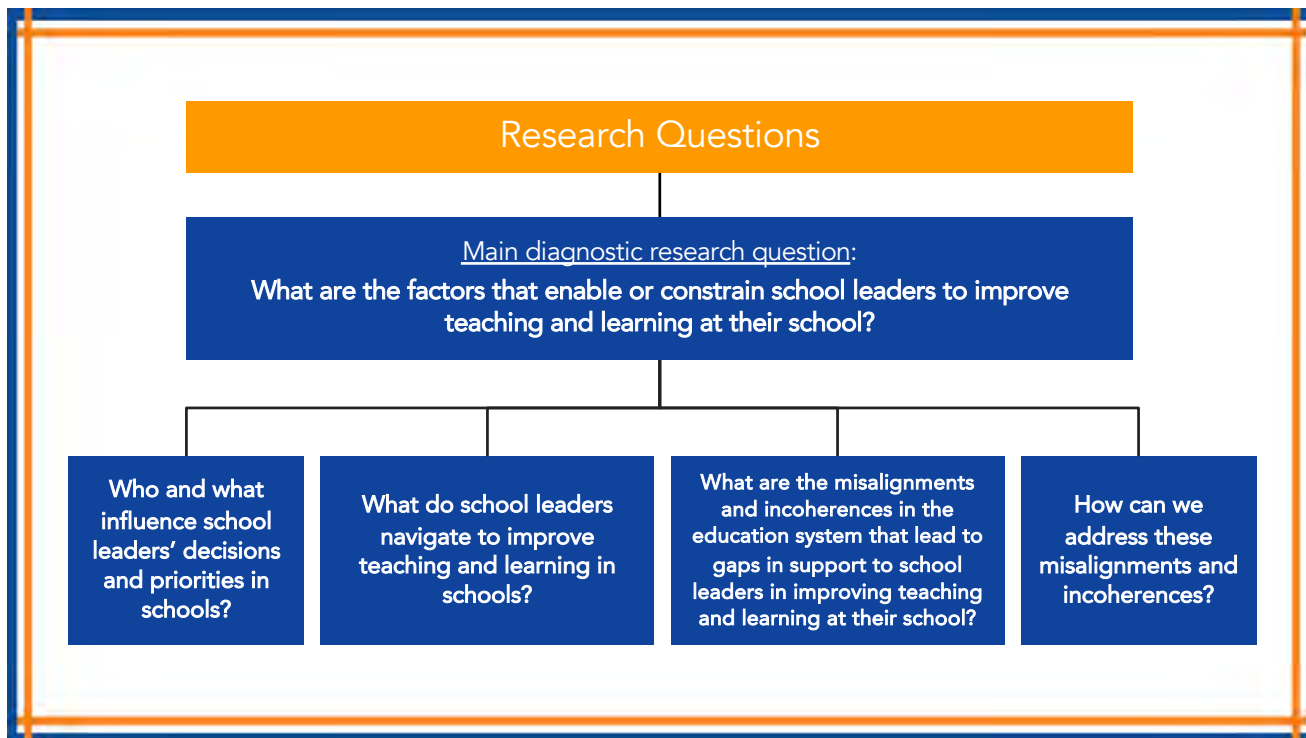 Research Questions
Main diagnostic research question:
What are the factors that enable or constrain school leaders to improve
teaching and learning at their school?
Who and what
influence school
leaders’ decisions
and priorities in
schools?
What do school leaders
navigate to improve
teaching and learning in
schools?
What are the misalignments
and incoherences in the
education system that lead to
gaps in support to school
leaders in improving teaching
and learning at their school?
How can we
address these
misalignments and
incoherences?